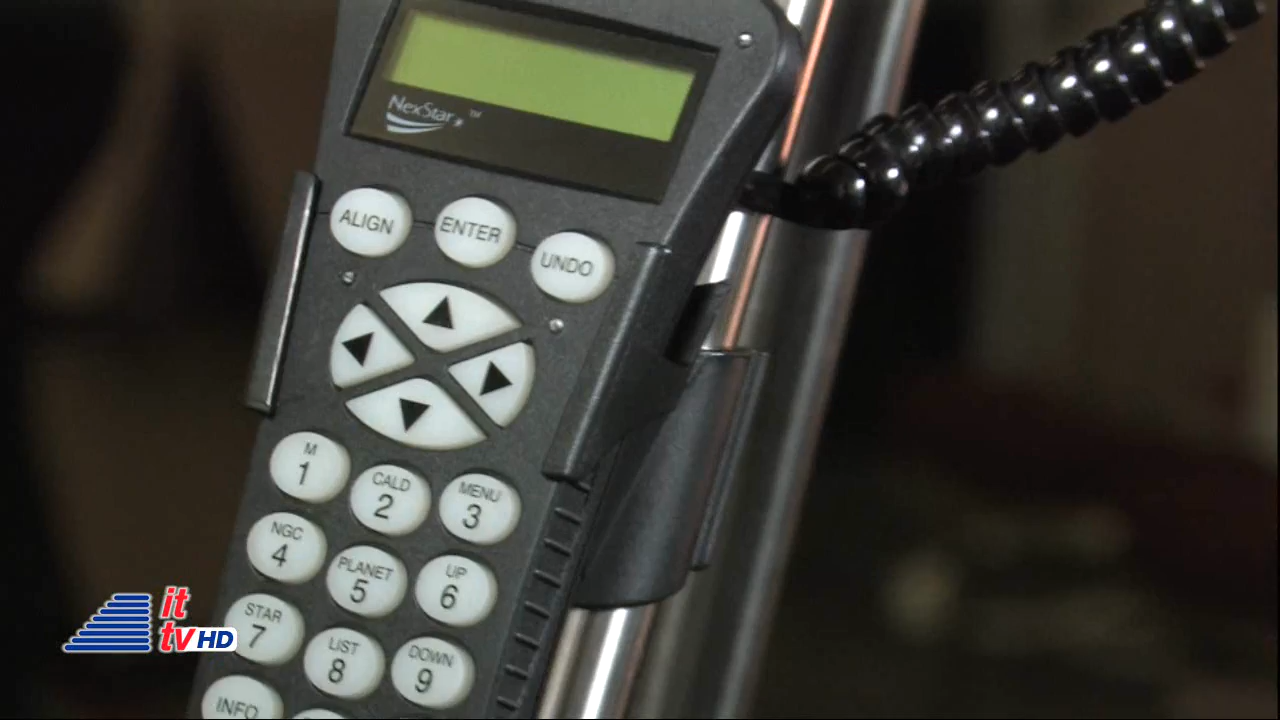 NexStar ™
ALIGN
ENTER
UNDO
M
1
CALD
2
MENU
3
NGC
4
PLANET
5
UP
6
STAR
7
LIST
8
DOWN
9
INFO
it
tv HD